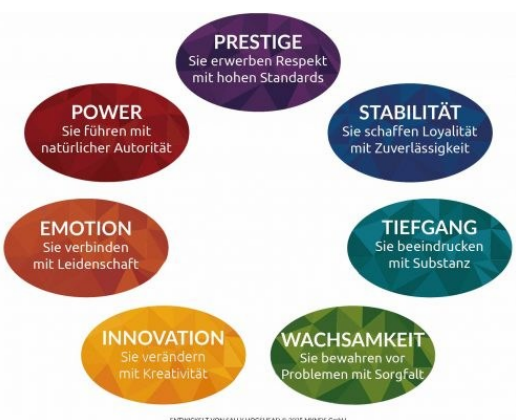 PRESTIGE
Sie erwerben Respekt
mit hohen Standards
POWER
Sie führen mit
natürlicher Autorität
STABILITÄT
Sie schaffen Loyalität
mit Zuverlässigkeit
EMOTION
Sie verbinden
mit Leidenschaft
TIEFGANG
Sie beeindrucken
mit Substanz
INNOVATION
Sie verändern
mit Kreativität
WACHSAMKEIT
Sie bewahren vor
Problemen mit Sorgfalt
ENTWICKELT VON